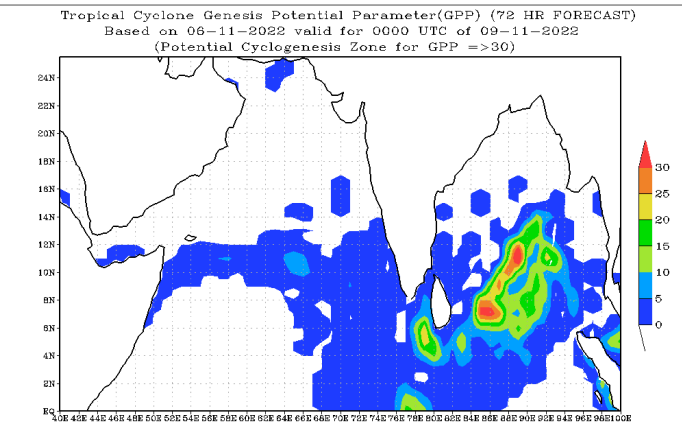 Tropical Cyclone Genesis Potential Parameter(GPP) (72 HR FORECAST)
Based on 06-11-2022 valid for 0000 UTC of 09-11-2022
(Potential Cyclogenesis Zone for GPP =>30)
24N
22N
20N
18N
16N
14N
12N
10N
8N
6N
4N
2N
EQ
40E 42E 44E 46E 48E 50E 52E 54E 56E 58E 60E 62E 64E 66E 68E 70E 72E 74E 76E 78E 80E 82E 84E 86E 88E 90E 92E 94E 96E 98E 100E
30
25
20
15
10
5
0